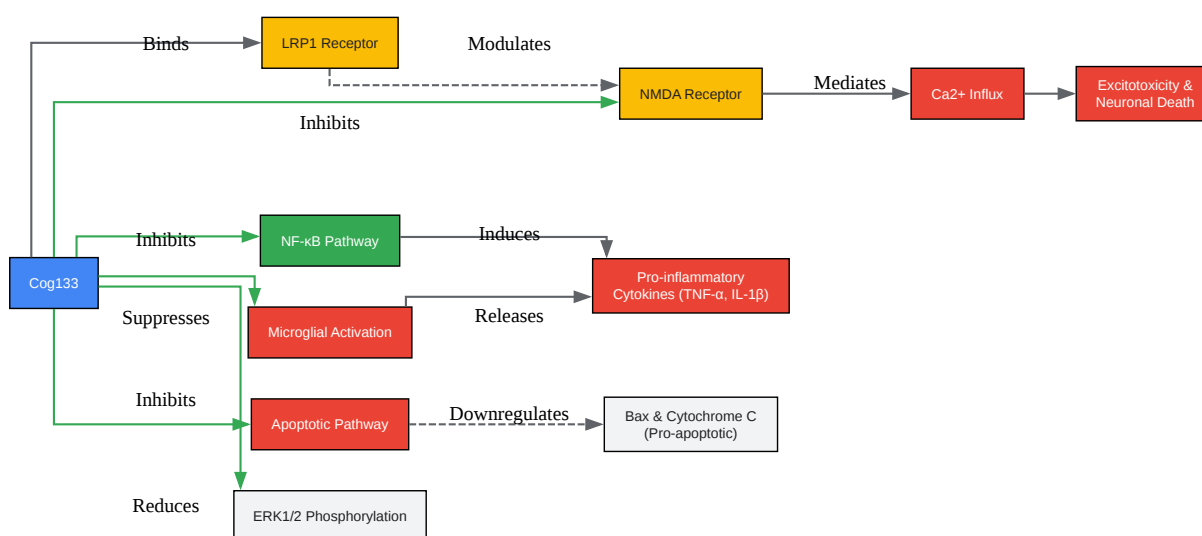 Binds
LRP1 Receptor
Modulates
NMDA Receptor
Mediates
Ca2+ Influx
Excitotoxicity &
Neuronal Death
Inhibits
Inhibits
NF-κB Pathway
Induces
Cog133
Pro-inflammatory
Cytokines (TNF-α, IL-1β)
Suppresses
Microglial Activation
Releases
Inhibits
Apoptotic Pathway
Downregulates
Bax & Cytochrome C
(Pro-apoptotic)
Reduces
ERK1/2 Phosphorylation